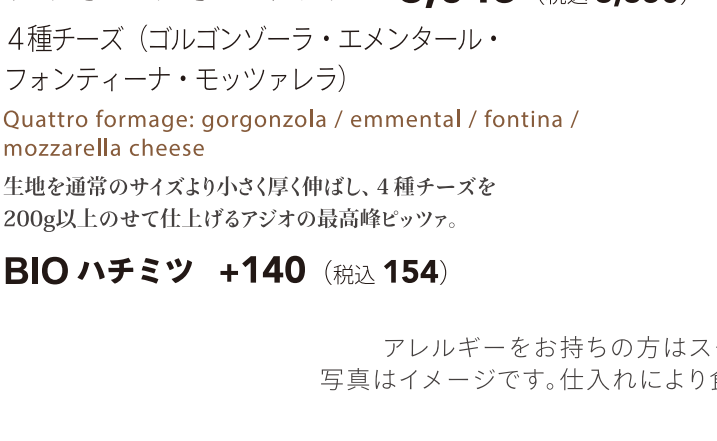 （税込
４種チーズ（ゴルゴンゾーラ・エメンタール・
フォンティーナ・モッツァレラ）
Quattro formage: gorgonzola / emmental / fontina /
mozzarella cheese
生地を通常のサイズより小さく厚く伸ばし、４種チーズを
200g以上のせて仕上げるアジオの最高峰ピッツァ。
BIO ハチミツ +140（税込 154）
アレルギーをお持ちの方はス
写真はイメージです。仕入れにより